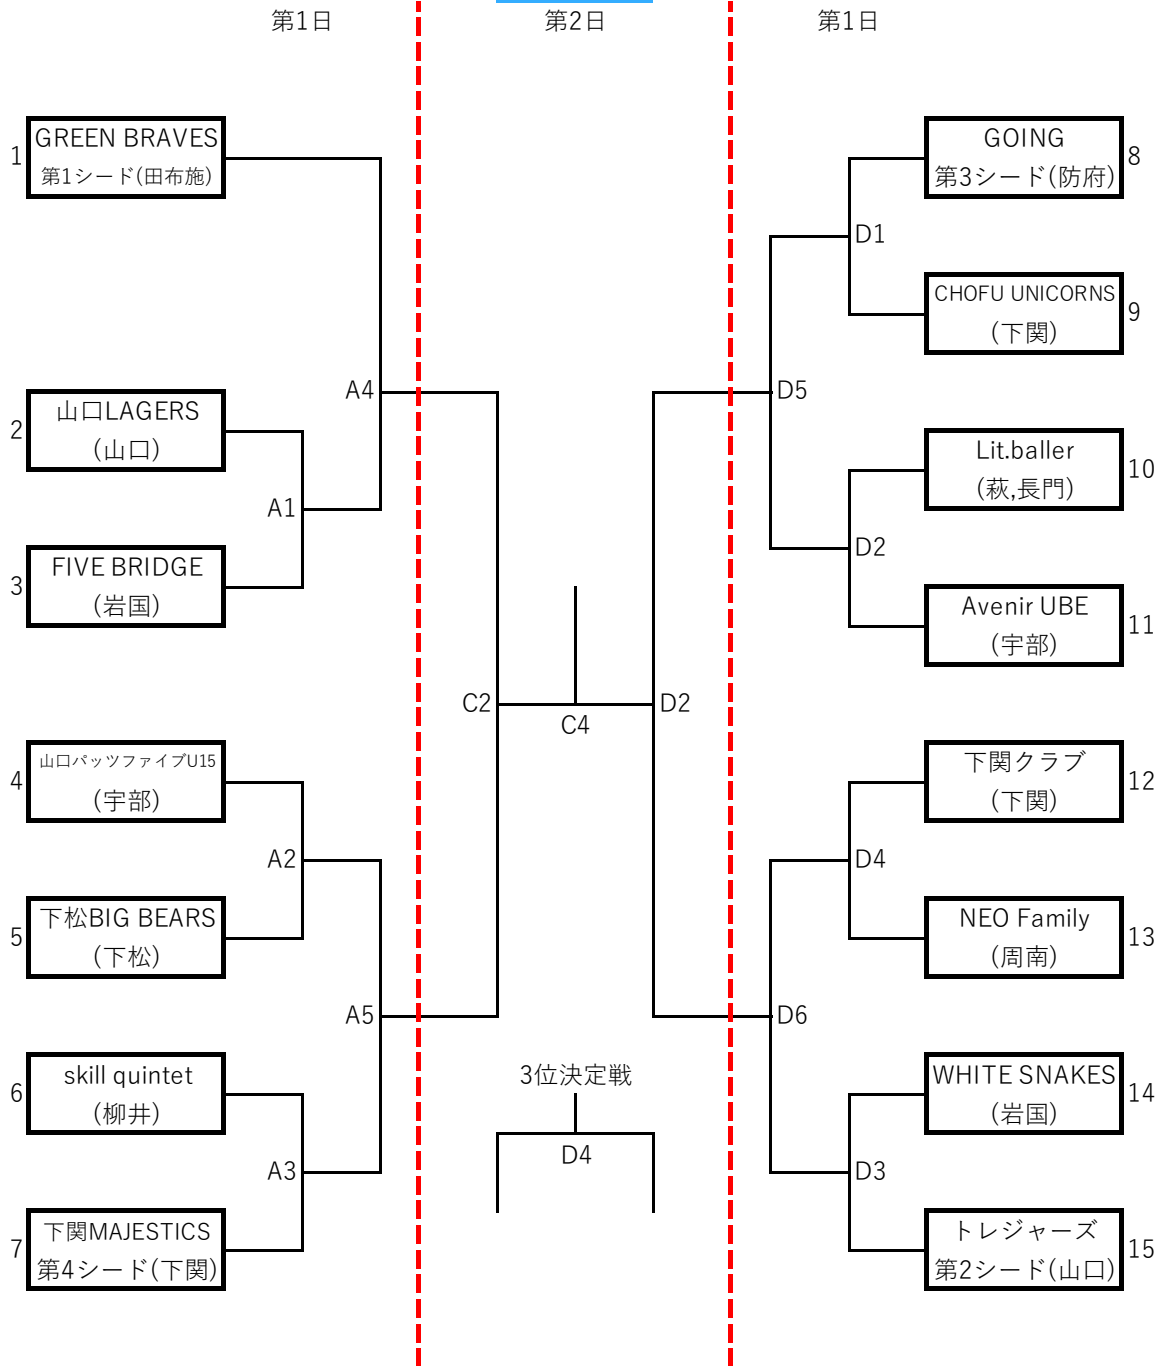 第1日
第2日
第1日
1
GREEN BRAVES
第1シード(田布施)
2
山口LAGERS
(山口)
3
FIVE BRIDGE
(岩国)
4
山口パッツファイブU15
(宇部)
5
下松BIG BEARS
(下松)
6
skill quintet
(柳井)
7
下関MAJESTICS
第4シード(下関)
A4
A1
A2
A5
A3
C2
C4
D2
3位決定戦
D4
D1
D5
D2
D4
D6
D3
GOING
第3シード(防府)
8
CHOFU UNICORNS
(下関)
9
Lit.baller
(萩,長門)
10
Avenir UBE
(宇部)
11
下関クラブ
(下関)
12
NEO Family
(周南)
13
WHITE SNAKES
(岩国)
14
トレジャーズ
第2シード(山口)
15